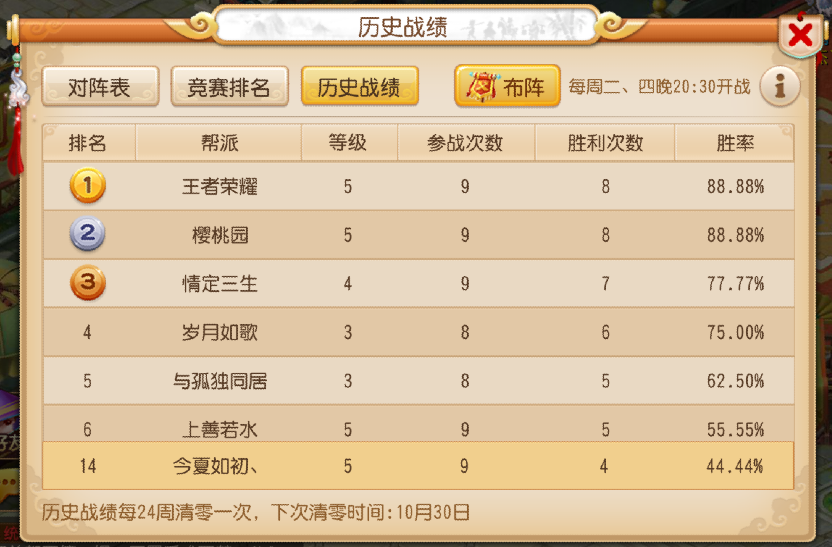 历史战绩
对阵表 竞赛排名 历史战绩 布阵 每周二、四晚20:30开战
排名 帮派 等级 参战次数 胜利次数 胜率
1 王者荣耀 5 9 8 88.88%
2 樱桃园 5 9 8 88.88%
3 情定三生 4 9 7 77.77%
4 岁月如歌 3 8 6 75.00%
5 与孤独同居 3 8 5 62.50%
6 上善若水 5 9 5 55.55%
14 今夏如初、 5 9 4 44.44%
历史战绩每24周清零一次，下次清零时间:10月30日
好友